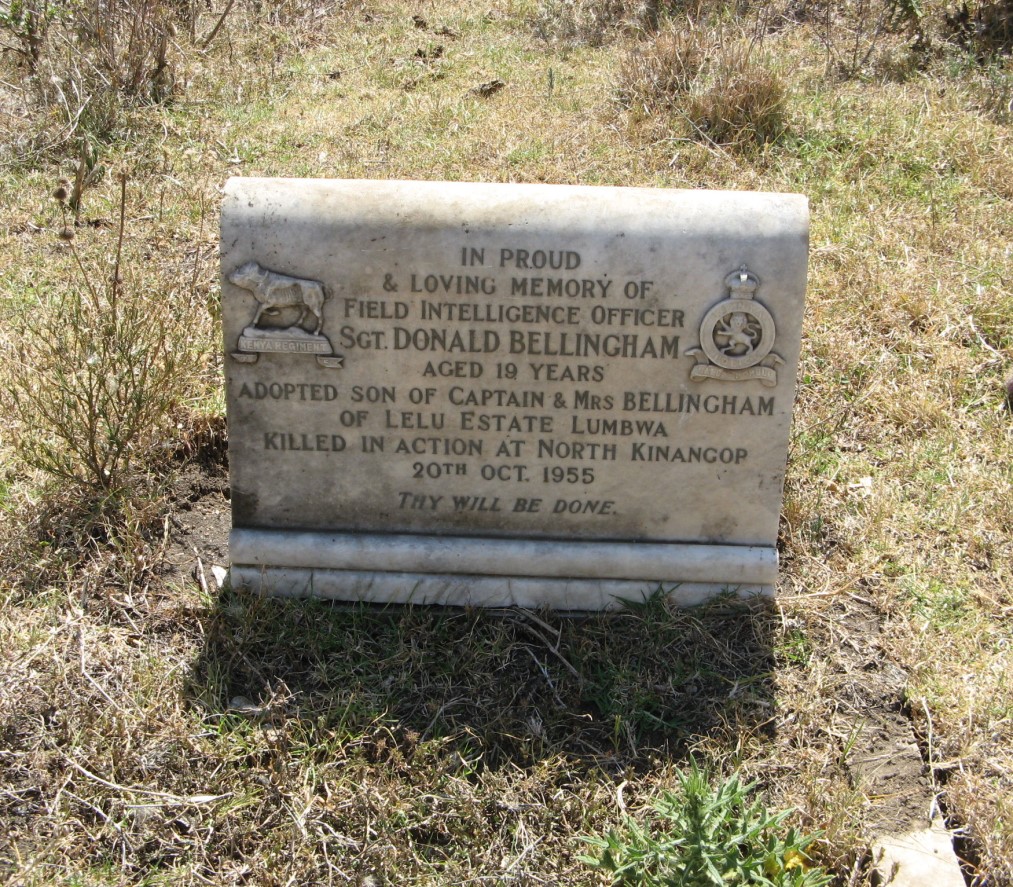 IN PROUD
& LOVING MEMORY OF
FIELD INTELLIGENCE OFFICER
SGT. DONALD BELLINGHAM
AGED 19 YEARS
ADOPTED SON OF CAPTAIN & MRS BELLINGHAM
OF LELU ESTATE LUMBWA
KILLED IN ACTION AT NORTH KINANGOP
20TH OCT. 1955
THY WILL BE DONE.
KENYA REGIMENT